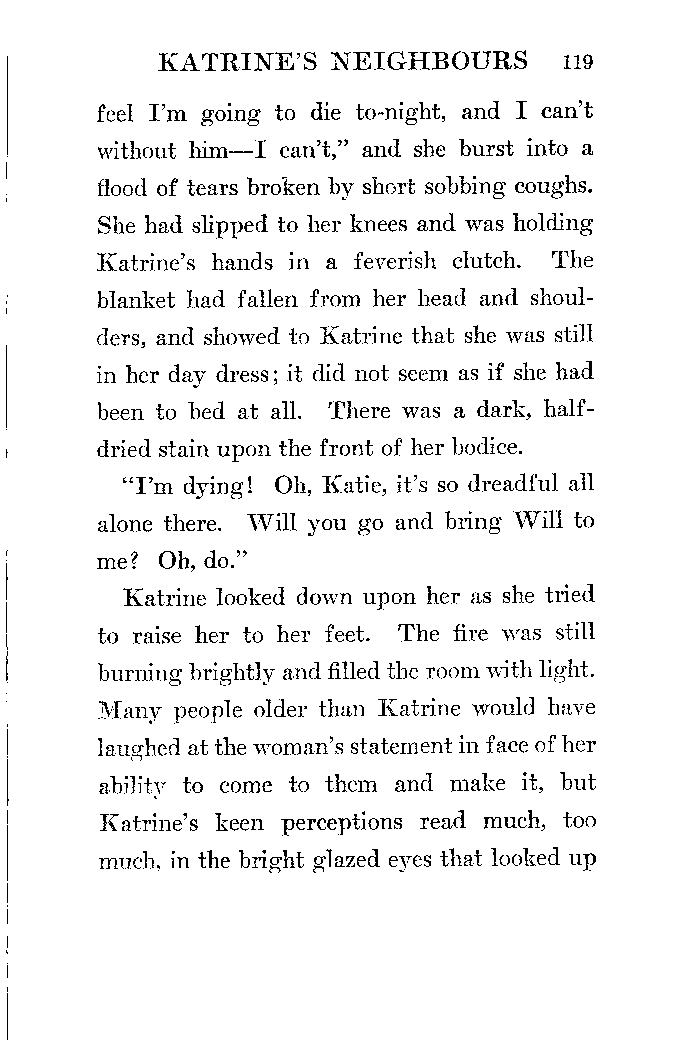 KATRINE'S NEIGHBOURS 119
feel I'm going to die to-night, and I can't
without him—I can't,” and she burst into a
flood of tears broken by short sobbing coughs.
She had slipped to her knees and was holding
Katrine's hands in a feverish clutch. The
blanket had fallen from her head and shoul-
ders, and showed to Katrine that she was still
in her day dress; it did not seem as if she had
been to bed at all. There was a dark, half-
dried stain upon the front of her bodice.
“I'm dying! Oh, Katie, it's so dreadful all
alone there. Will you go and bring Will to
me? Oh, do.”
Katrine looked down upon her as she tried
to raise her to her feet. The fire was still
burning brightly and filled the room with light.
Many people older than Katrine would have
laughed at the woman's statement in face of her
ability to come to them and make it, but
Katrine's keen perceptions read much, too
much, in the bright glazed eyes that looked up